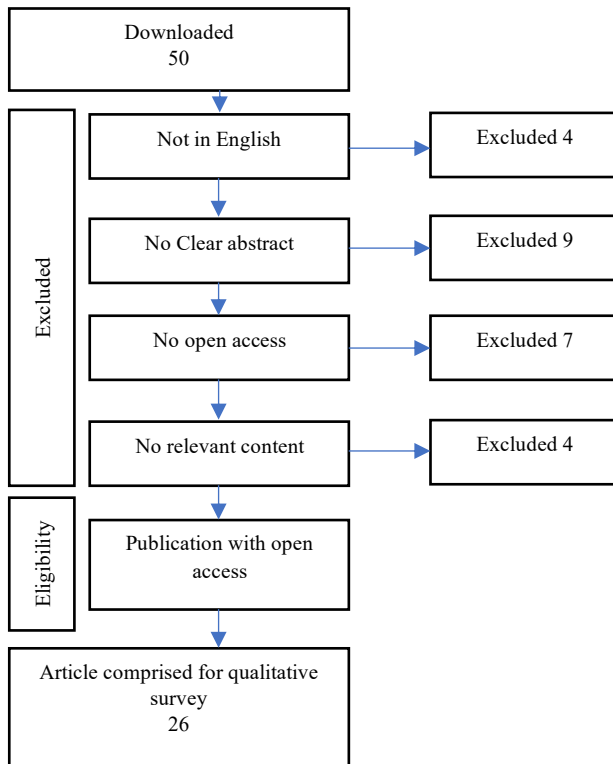 Downloaded
50
Excluded
Not in English
Excluded 4
No Clear abstract
Excluded 9
No open access
Excluded 7
No relevant content
Excluded 4
Eligibility
Publication with open
access
Article comprised for qualitative
survey
26